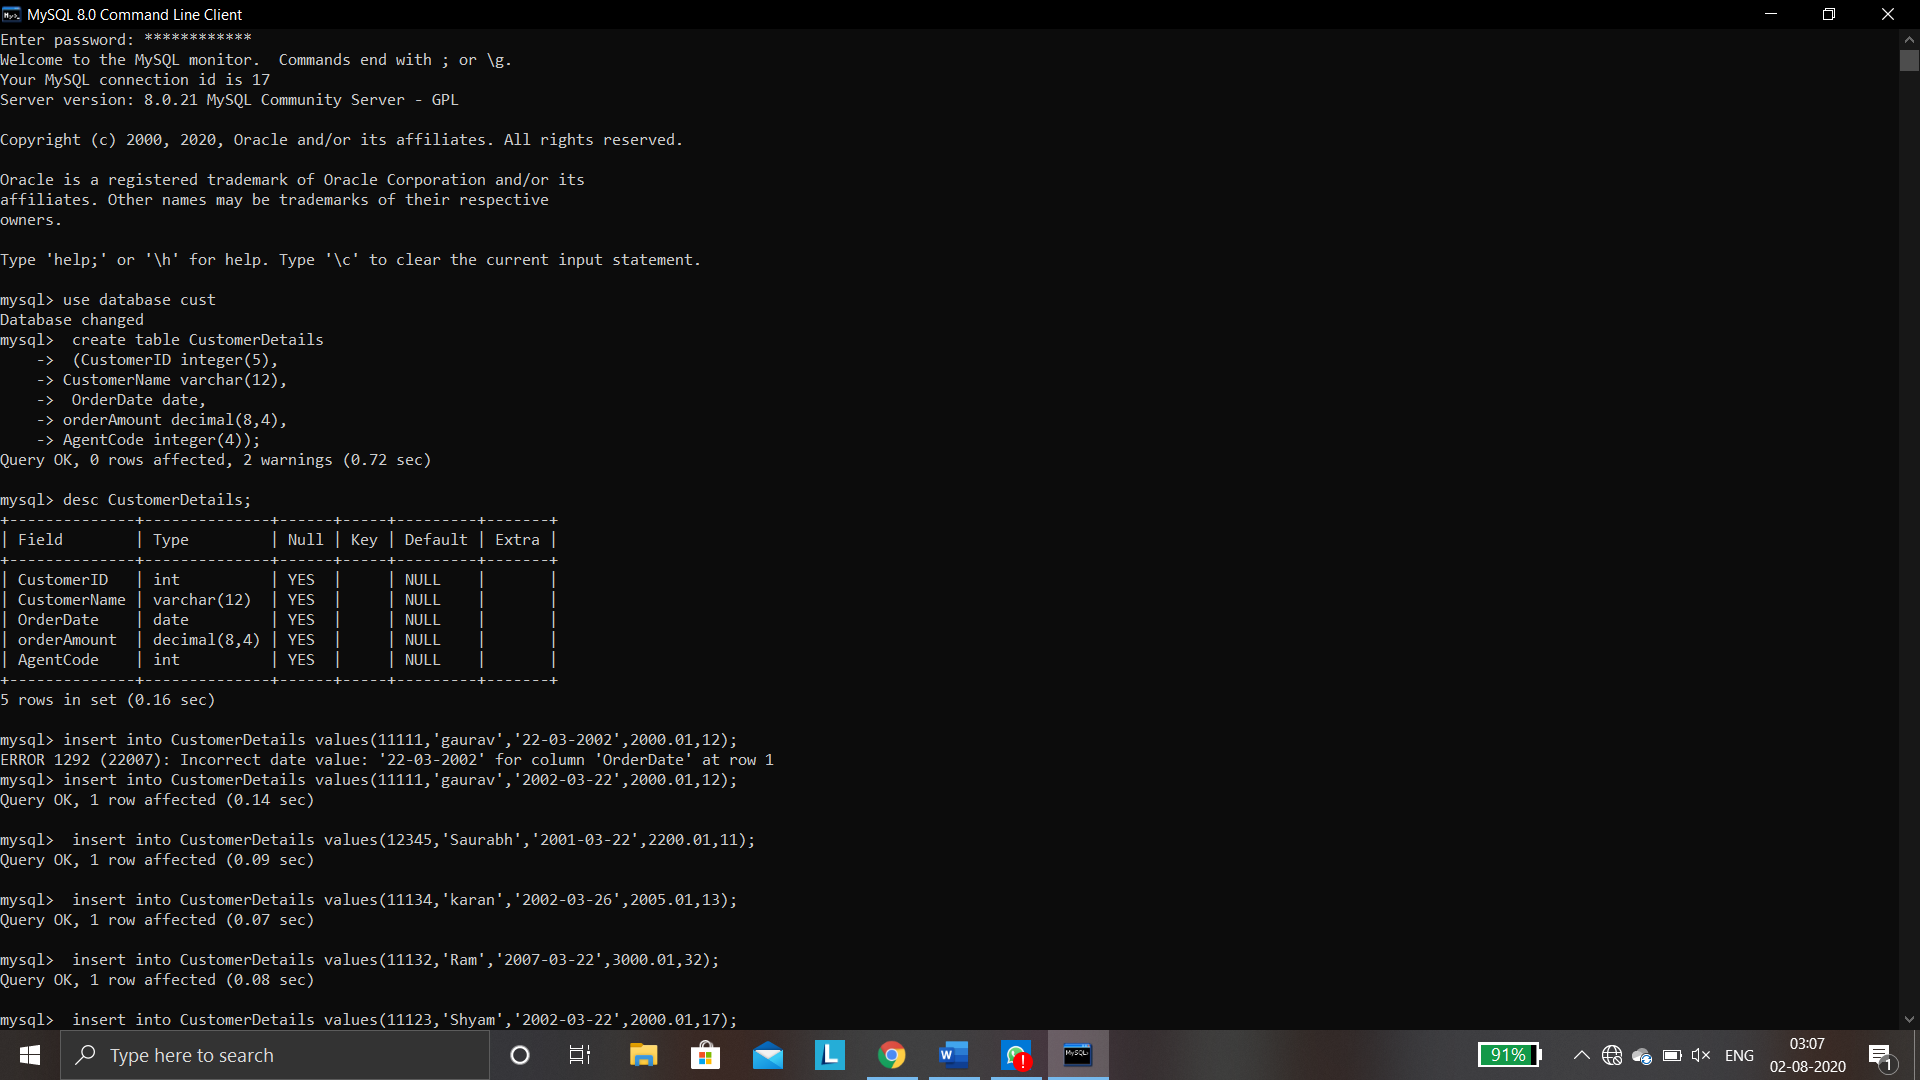 MySQL 8.0 Command Line Client
Enter password: ************
Welcome to the MySQL monitor.  Commands end with ; or \g.
Your MySQL connection id is 17
Server version: 8.0.21 MySQL Community Server - GPL
Copyright (c) 2000, 2020, Oracle and/or its affiliates. All rights reserved.
Oracle is a registered trademark of Oracle Corporation and/or its
affiliates. Other names may be trademarks of their respective
owners.
Type 'help;' or '\h' for help. Type '\c' to clear the current input statement.
mysql> use database cust
Database changed
mysql>  create table CustomerDetails
    ->  (CustomerID integer(5),
    -> CustomerName varchar(12),
    ->  OrderDate date,
    -> orderAmount decimal(8,4),
    -> AgentCode integer(4));
Query OK, 0 rows affected, 2 warnings (0.72 sec)
mysql> desc CustomerDetails;
+--------------+--------------+------+-----+---------+-------+
| Field        | Type         | Null | Key | Default | Extra |
+--------------+--------------+------+-----+---------+-------+
| CustomerID   | int          | YES  |     | NULL    |       |
| CustomerName | varchar(12)  | YES  |     | NULL    |       |
| OrderDate    | date         | YES  |     | NULL    |       |
| orderAmount  | decimal(8,4) | YES  |     | NULL    |       |
| AgentCode    | int          | YES  |     | NULL    |       |
+--------------+--------------+------+-----+---------+-------+
5 rows in set (0.16 sec)
mysql> insert into CustomerDetails values(11111,'gaurav','22-03-2002',2000.01,12);
ERROR 1292 (22007): Incorrect date value: '22-03-2002' for column 'OrderDate' at row 1
mysql> insert into CustomerDetails values(11111,'gaurav','2002-03-22',2000.01,12);
Query OK, 1 row affected (0.14 sec)
mysql>  insert into CustomerDetails values(12345,'Saurabh','2001-03-22',2200.01,11);
Query OK, 1 row affected (0.09 sec)
mysql>  insert into CustomerDetails values(11134,'karan','2002-03-26',2005.01,13);
Query OK, 1 row affected (0.07 sec)
mysql>  insert into CustomerDetails values(11132,'Ram','2007-03-22',3000.01,32);
Query OK, 1 row affected (0.08 sec)
mysql>  insert into CustomerDetails values(11123,'Shyam','2002-03-22',2000.01,17);
Type here to search
L
W
!
MySQL
91%
ENG
03:07
02-08-2020
1